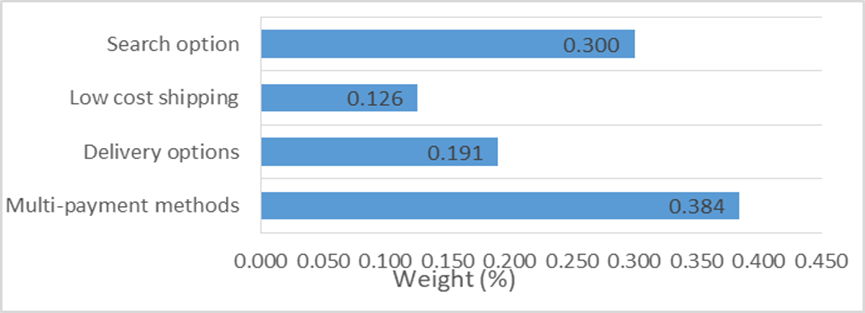 Search option
0.300
Low cost shipping
0.126
Delivery options
0.191
Multi-payment methods
0.384
0.000 0.050 0.100 0.150 0.200 0.250 0.300 0.350 0.400 0.450
Weight (%)